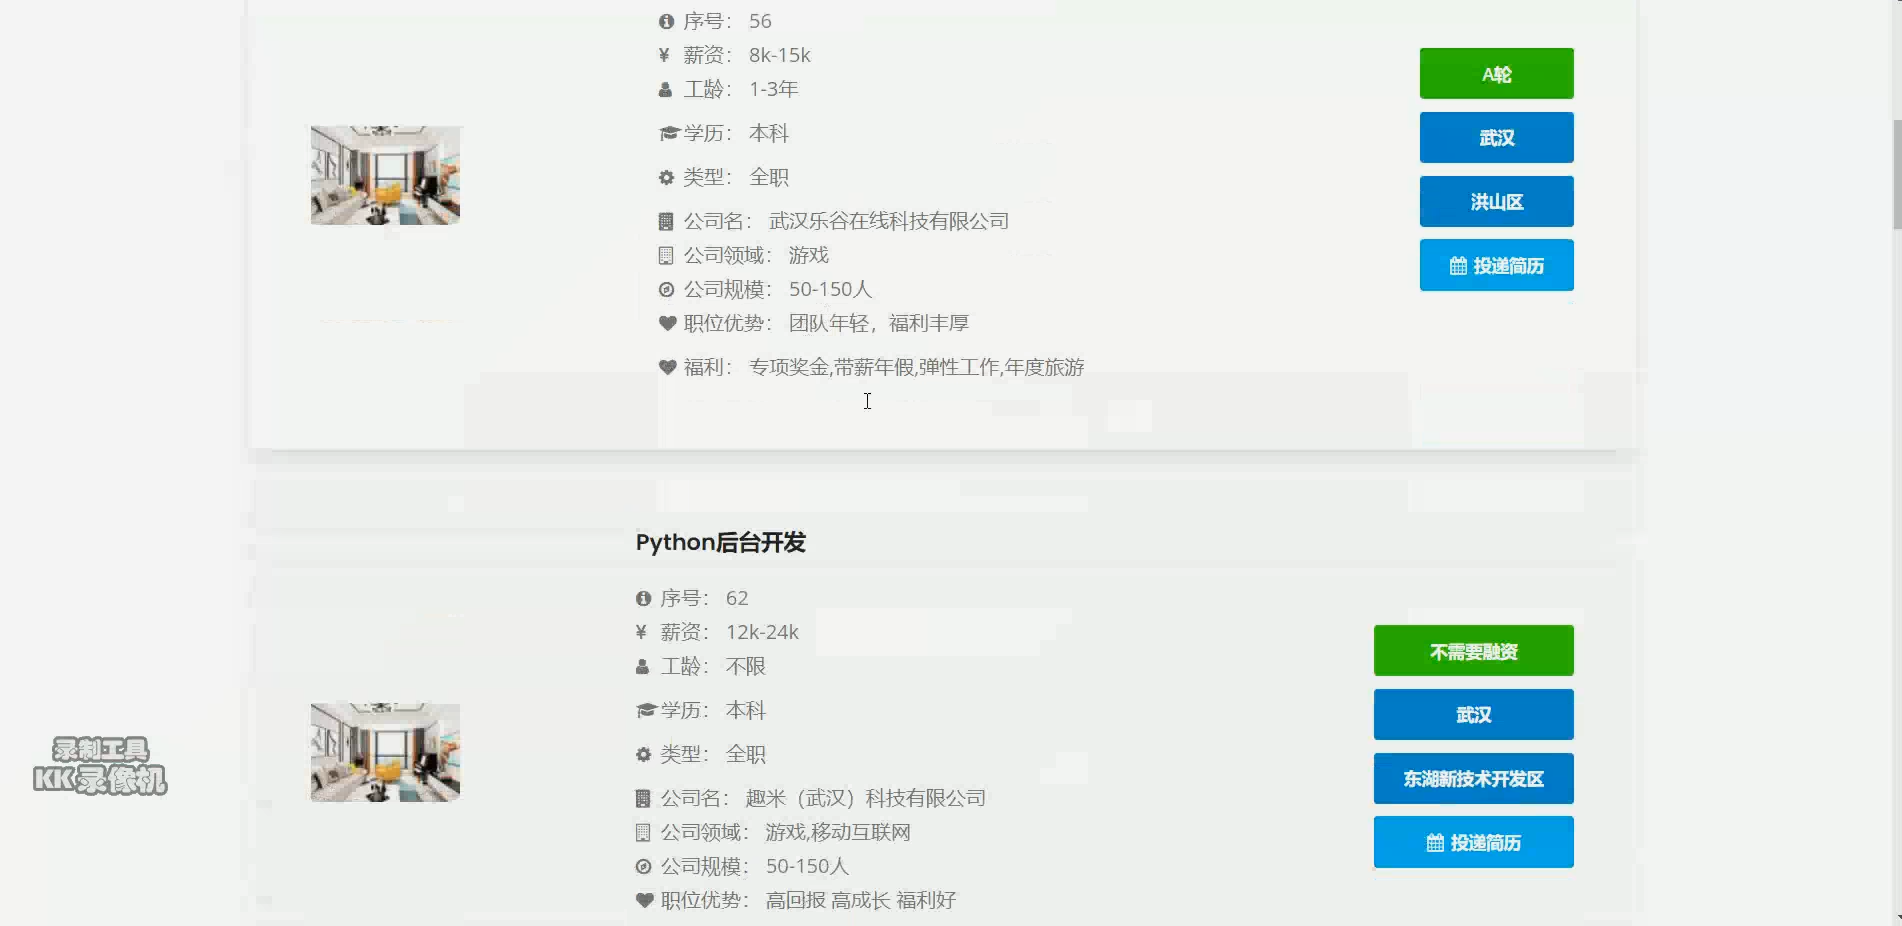 序号： 56
¥ 薪资： 8k-15k
工龄： 1-3年
学历： 本科
类型： 全职
公司名： 武汉乐谷在线科技有限公司
公司领域： 游戏
公司规模： 50-150人
职位优势： 团队年轻，福利丰厚
福利： 专项奖金,带薪年假,弹性工作,年度旅游
A轮
武汉
洪山区
投递简历
Python后台开发
序号： 62
¥ 薪资： 12k-24k
工龄： 不限
学历： 本科
类型： 全职
公司名： 趣米（武汉）科技有限公司
公司领域： 游戏,移动互联网
公司规模： 50-150人
职位优势： 高回报 高成长 福利好
不需要融资
武汉
东湖新技术开发区
投递简历
录制工具
KK录像机